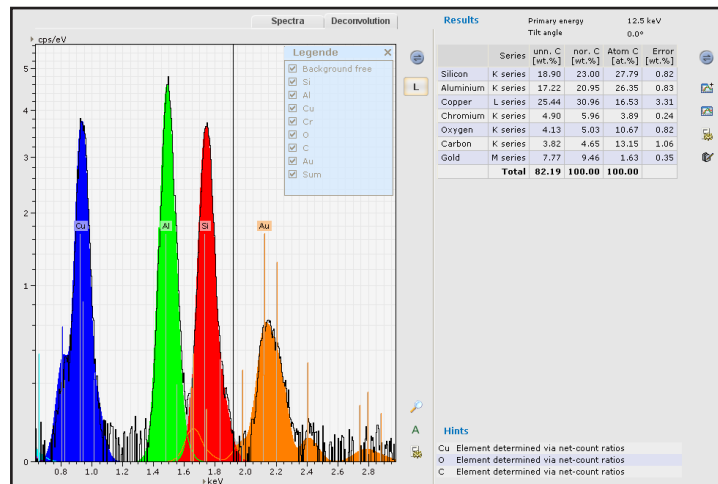 Spectra Deconvolution
cps/eV
Legende
Background free
Si
Al
Cu
Cr
O
C
Au
Sum
5
4
3
2
1
0
Cu Al Si Au
0.8 1.0 1.2 1.4 1.6 1.8 2.0 2.2 2.4 2.6 2.8
keV
L
A
Results Primary energy 12.5 keV
Tilt angle 0.0°
Series unn. C nor. C Atom C Error
[wt.%] [wt.%] [at.%] [wt.%]
Silicon K series 18.90 23.00 27.79 0.82
Aluminium K series 17.22 20.95 26.35 0.83
Copper L series 25.44 30.96 16.53 3.31
Chromium K series 4.90 5.96 3.89 0.24
Oxygen K series 4.13 5.03 10.67 0.82
Carbon K series 3.82 4.65 13.15 1.06
Gold M series 7.77 9.46 1.63 0.35
Total 82.19 100.00 100.00
Hints
Cu Element determined via net-count ratios
O Element determined via net-count ratios
C Element determined via net-count ratios